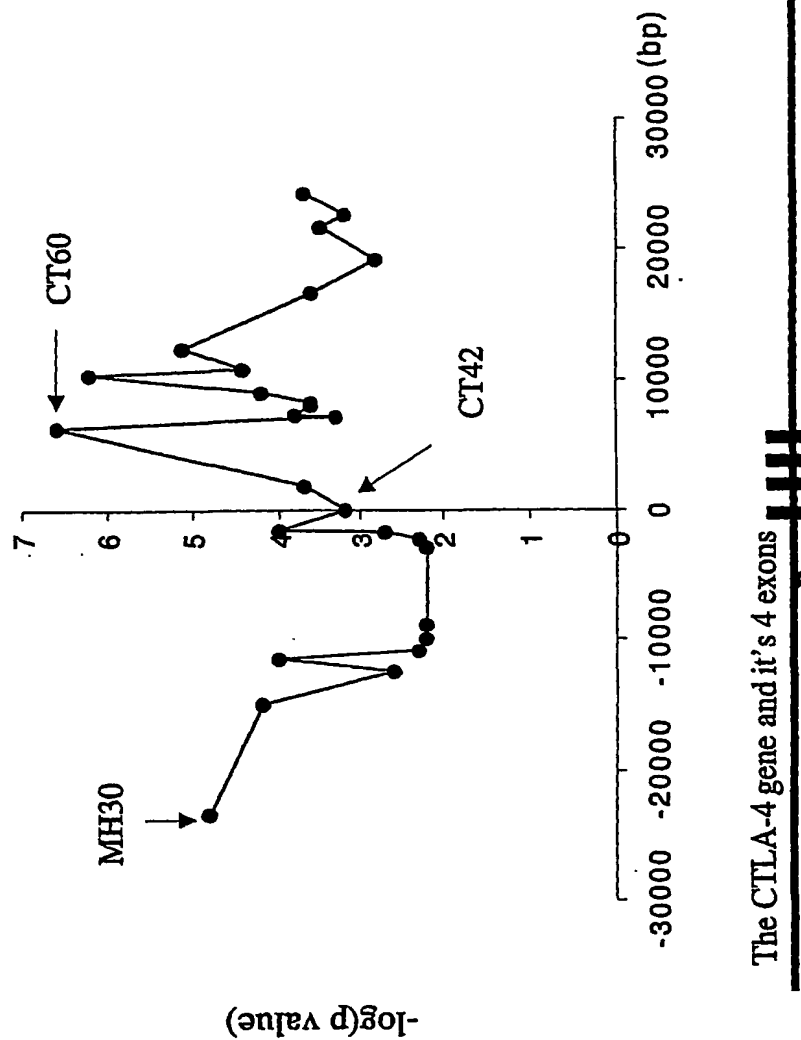 -log(p value)
7
6
5
4
3
2
1
0
MH30
CT60
CT42
-30000
-20000
-10000
0
10000
20000
30000 (bp)
The CTLA-4 gene and it's 4 exons